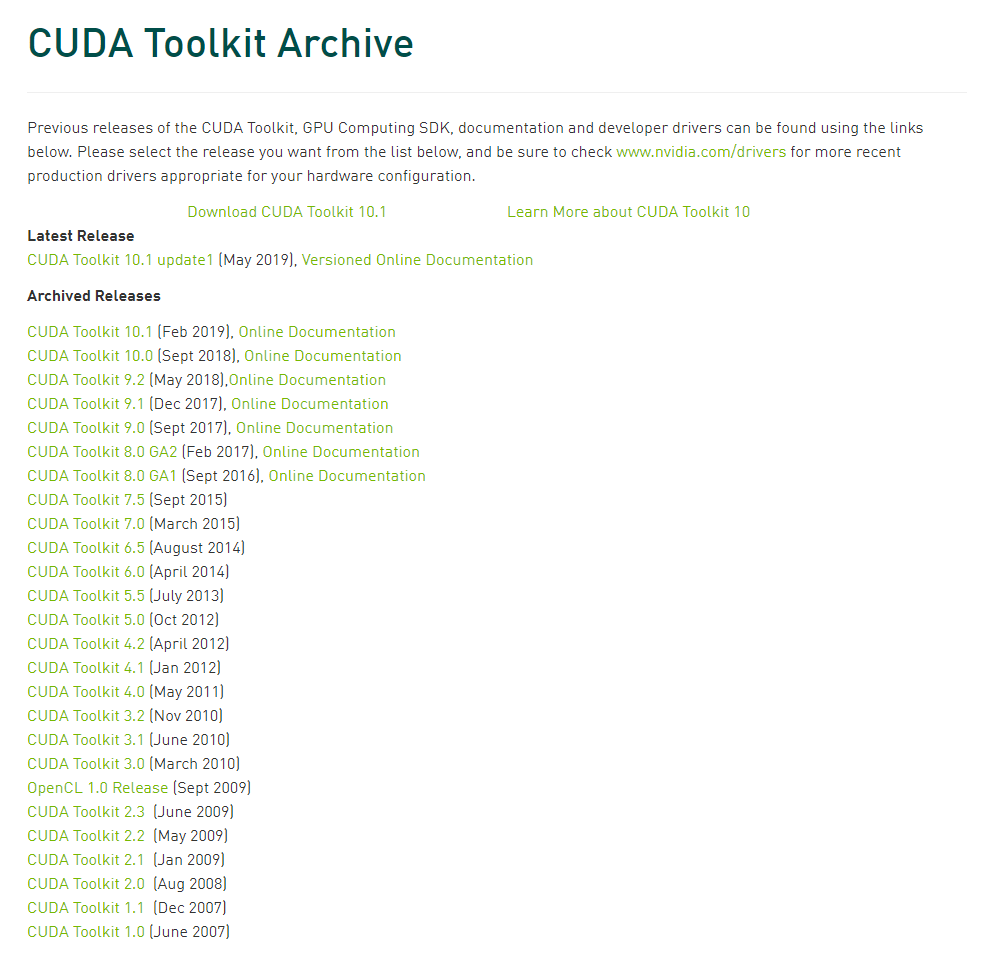 CUDA Toolkit Archive
Previous releases of the CUDA Toolkit, GPU Computing SDK, documentation and developer drivers can be found using the links
below. Please select the release you want from the list below, and be sure to check www.nvidia.com/drivers for more recent
production drivers appropriate for your hardware configuration.
Download CUDA Toolkit 10.1 Learn More about CUDA Toolkit 10
Latest Release
CUDA Toolkit 10.1 update1 (May 2019), Versioned Online Documentation
Archived Releases
CUDA Toolkit 10.1 (Feb 2019), Online Documentation
CUDA Toolkit 10.0 (Sept 2018), Online Documentation
CUDA Toolkit 9.2 (May 2018),Online Documentation
CUDA Toolkit 9.1 (Dec 2017), Online Documentation
CUDA Toolkit 9.0 (Sept 2017), Online Documentation
CUDA Toolkit 8.0 GA2 (Feb 2017), Online Documentation
CUDA Toolkit 8.0 GA1 (Sept 2016), Online Documentation
CUDA Toolkit 7.5 (Sept 2015)
CUDA Toolkit 7.0 (March 2015)
CUDA Toolkit 6.5 (August 2014)
CUDA Toolkit 6.0 (April 2014)
CUDA Toolkit 5.5 (July 2013)
CUDA Toolkit 5.0 (Oct 2012)
CUDA Toolkit 4.2 (April 2012)
CUDA Toolkit 4.1 (Jan 2012)
CUDA Toolkit 4.0 (May 2011)
CUDA Toolkit 3.2 (Nov 2010)
CUDA Toolkit 3.1 (June 2010)
CUDA Toolkit 3.0 (March 2010)
OpenCL 1.0 Release (Sept 2009)
CUDA Toolkit 2.3 (June 2009)
CUDA Toolkit 2.2 (May 2009)
CUDA Toolkit 2.1 (Jan 2009)
CUDA Toolkit 2.0 (Aug 2008)
CUDA Toolkit 1.1 (Dec 2007)
CUDA Toolkit 1.0 (June 2007)